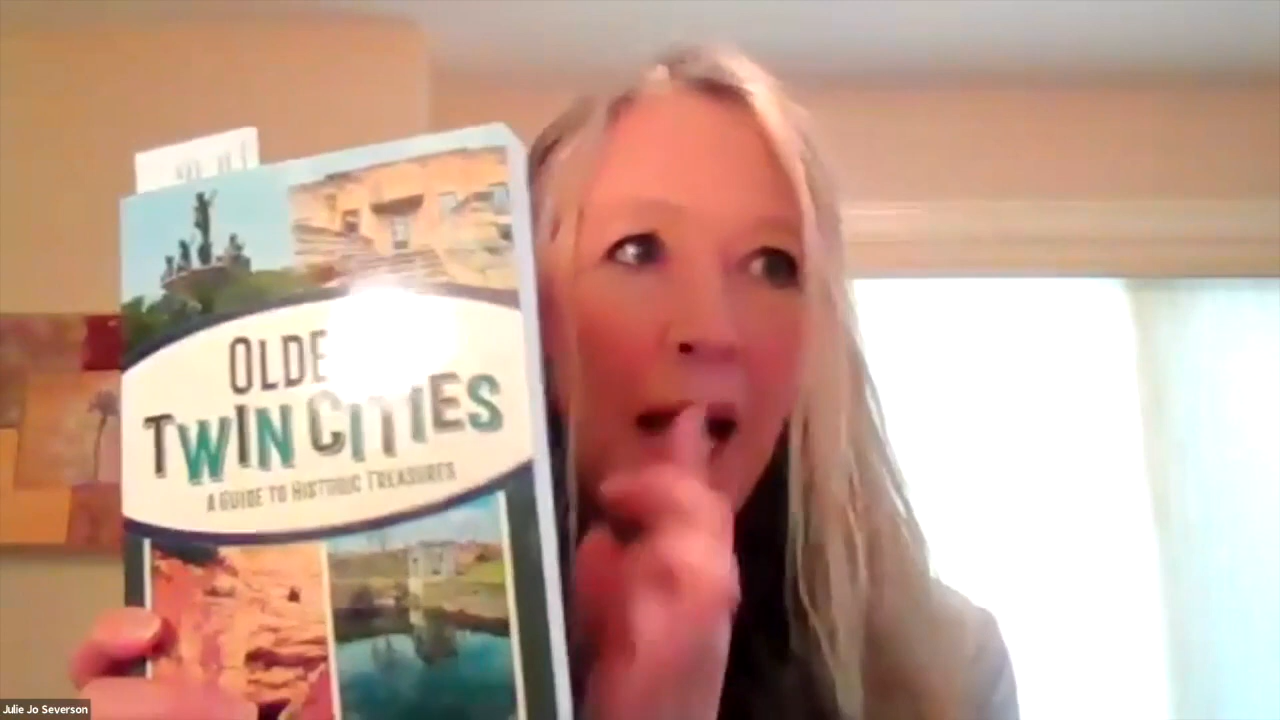 OLDE
TWIN CITIES
A GUIDE TO HISTORIC TREASURES
Julie Jo Severson